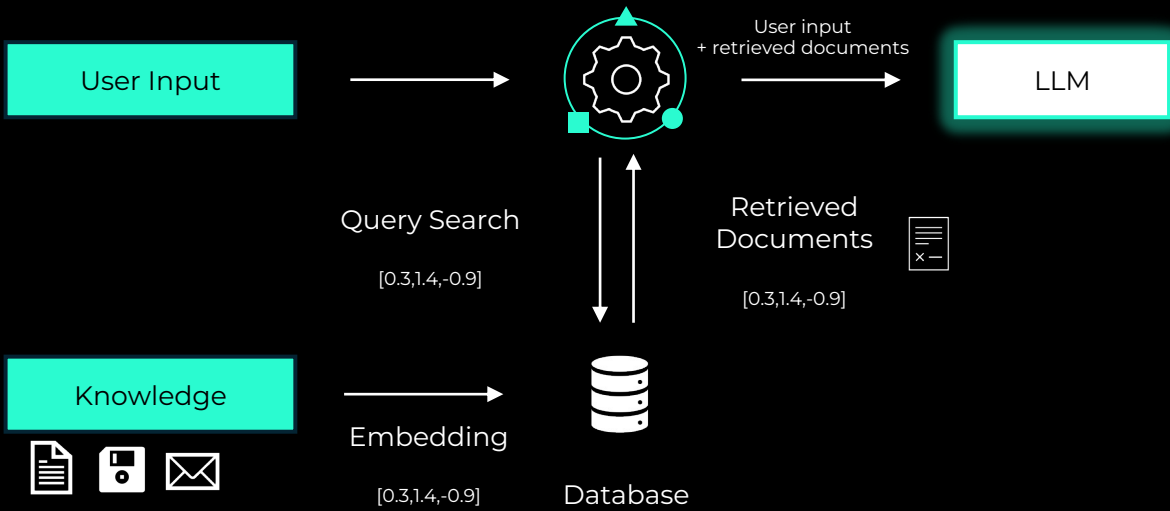 User Input
User input
+ retrieved documents
LLM
Query Search
[0.3,1.4,-0.9]
Retrieved
Documents
[0.3,1.4,-0.9]
Knowledge
Embedding
[0.3,1.4,-0.9]
Database